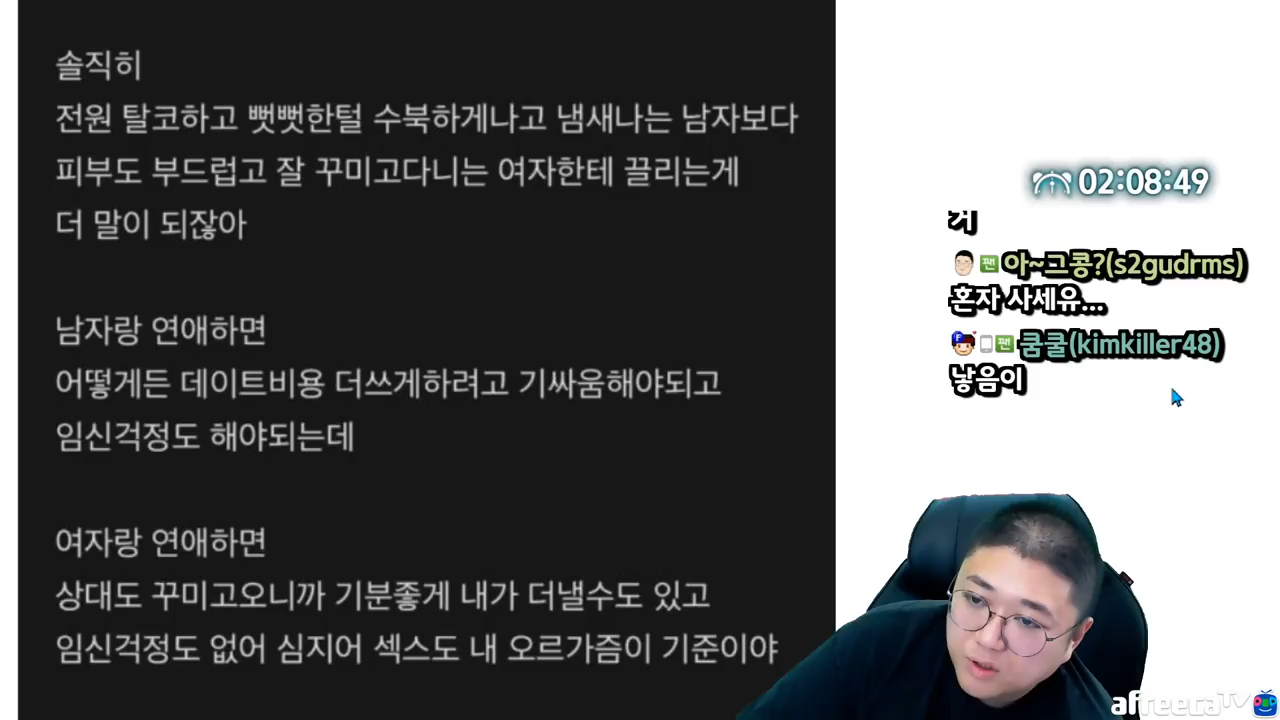 솔직히
전원 탈코하고 뻣뻣한털 수북하게나고 냄새나는 남자보다
피부도 부드럽고 잘 꾸미고다니는 여자한테 끌리는게
더 말이 되잖아
남자랑 연애하면
어떻게든 데이트비용 더쓰게하려고 기싸움해야되고
임신걱정도 해야되는데
여자랑 연애하면
상대도 꾸미고오니까 기분좋게 내가 더낼수도 있고
임신걱정도 없어 심지어 섹스도 내 오르가즘이 기준이야
02:08:49
거
팬 아~그콩?(s2gudrms)
혼자 사세유...
팬 쿰쿨(kimkiller48)
낳음이
afreecaTV